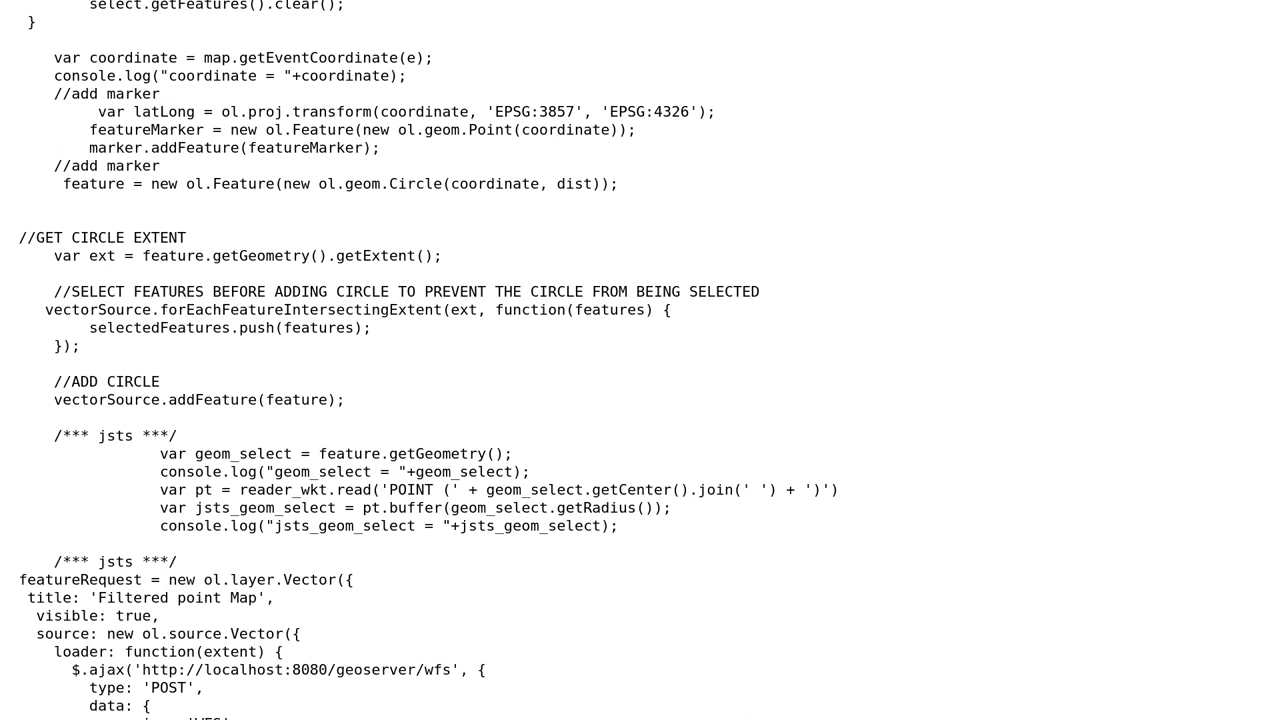 select.getFeatures().clear();
}
var coordinate = map.getEventCoordinate(e);
console.log("coordinate = "+coordinate);
//add marker
var latLong = ol.proj.transform(coordinate, 'EPSG:3857', 'EPSG:4326');
featureMarker = new ol.Feature(new ol.geom.Point(coordinate));
marker.addFeature(featureMarker);
//add marker
feature = new ol.Feature(new ol.geom.Circle(coordinate, dist));
//GET CIRCLE EXTENT
var ext = feature.getGeometry().getExtent();
//SELECT FEATURES BEFORE ADDING CIRCLE TO PREVENT THE CIRCLE FROM BEING SELECTED
vectorSource.forEachFeatureIntersectingExtent(ext, function(features) {
selectedFeatures.push(features);
});
//ADD CIRCLE
vectorSource.addFeature(feature);
/*** jsts ***/
var geom_select = feature.getGeometry();
console.log("geom_select = "+geom_select);
var pt = reader_wkt.read('POINT (' + geom_select.getCenter().join(' ') + ')')
var jsts_geom_select = pt.buffer(geom_select.getRadius());
console.log("jsts_geom_select = "+jsts_geom_select);
/*** jsts ***/
featureRequest = new ol.layer.Vector({
title: 'Filtered point Map',
visible: true,
source: new ol.source.Vector({
loader: function(extent) {
$.ajax('http://localhost:8080/geoserver/wfs', {
type: 'POST',
data: {